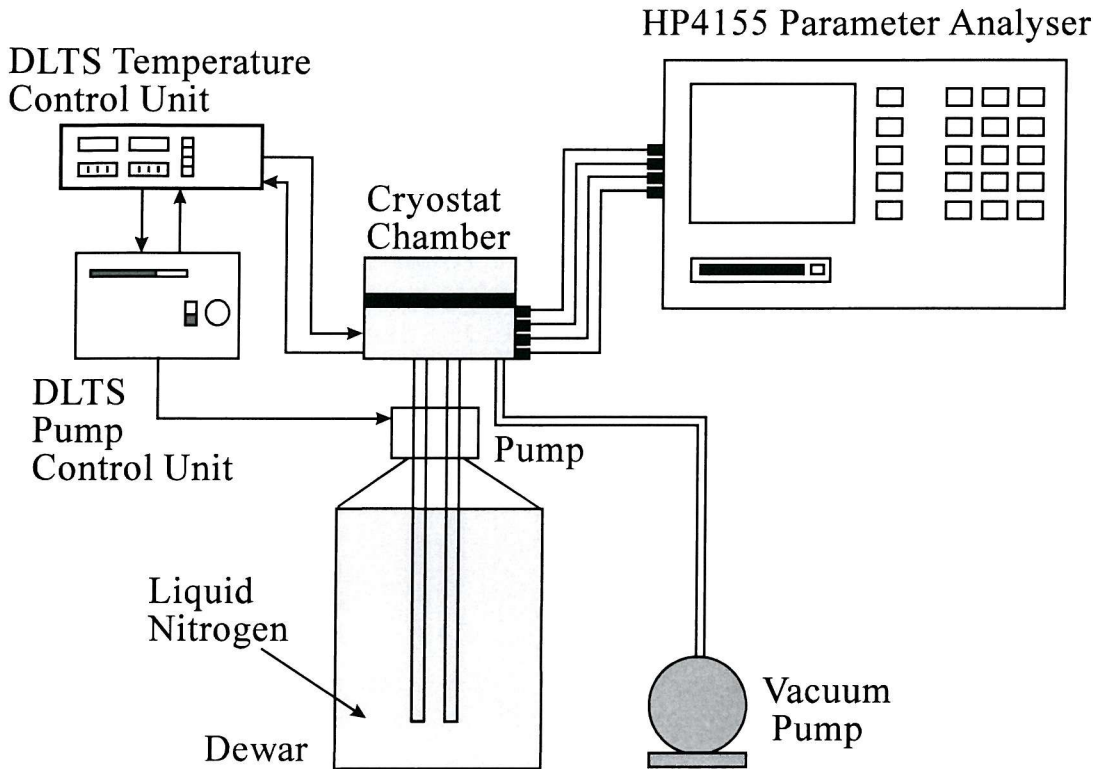 HP4155 Parameter Analyser
DLTS Temperature
Control Unit
Cryostat
Chamber
DLTS
Pump
Control Unit
Pump
Liquid
Nitrogen
Dewar
Vacuum
Pump